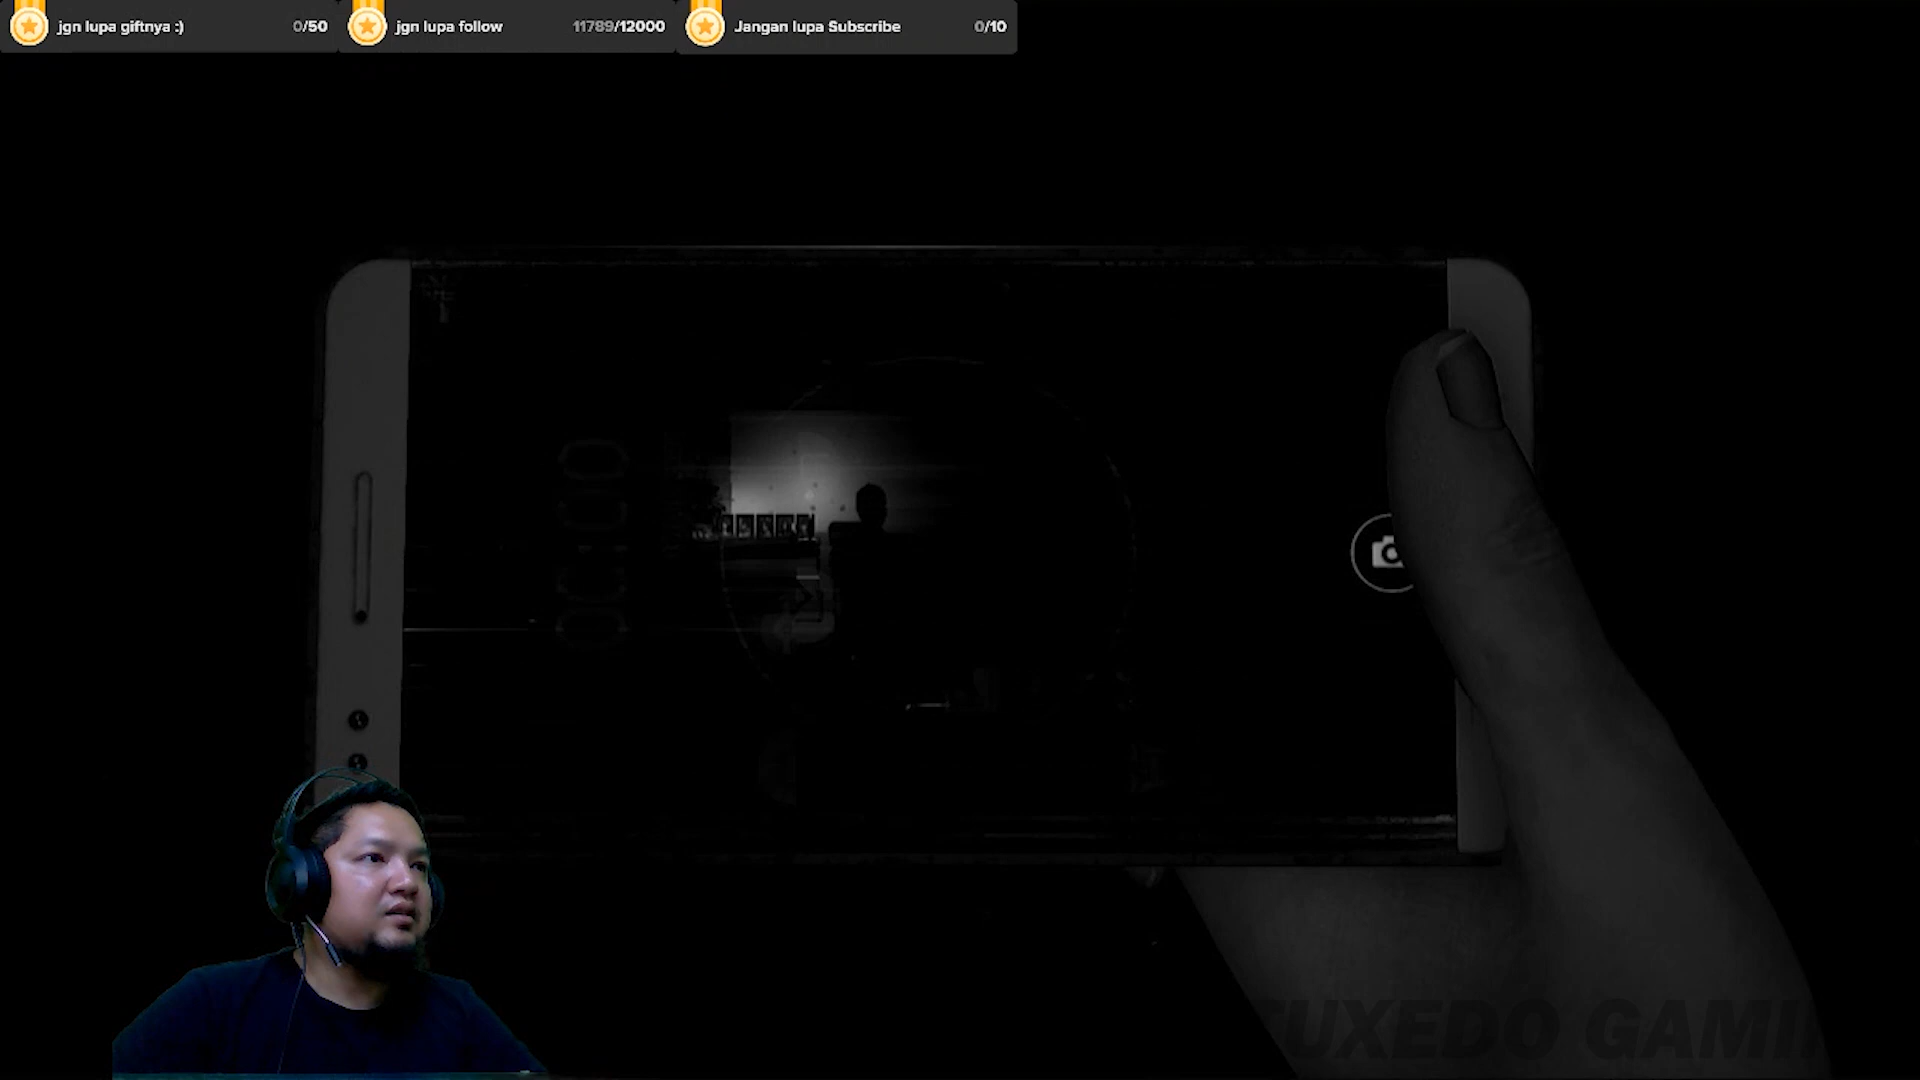 jgn lupa giftnya :)
0/50
jgn lupa follow
11789/12000
Jangan lupa Subscribe
0/10
TUXEDO GAMI